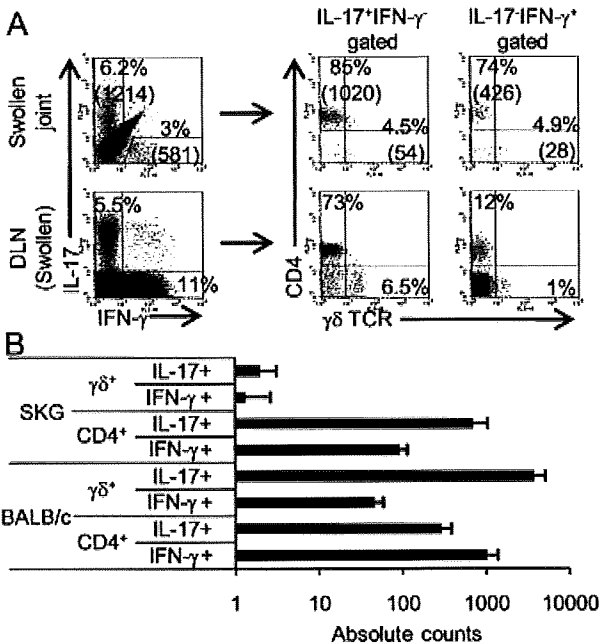 A
IL-17⁺IFN-γ⁻
gated
IL-17⁻IFN-γ⁺
gated
Swollen
joint
6.2%
(1214)
3%
(581)
85%
(1020)
4.5%
(54)
74%
(426)
4.9%
(28)
DLN
(Swollen)
IL-17
5.5%
11%
IFN-γ
CD4
73%
6.5%
12%
1%
γδ TCR
B
SKG
γδ⁺
IL-17+
IFN-γ +
CD4⁺
IL-17+
IFN-γ +
BALB/c
γδ⁺
IL-17+
IFN-γ +
CD4⁺
IL-17+
IFN-γ +
1 10 100 1000 10000
Absolute counts